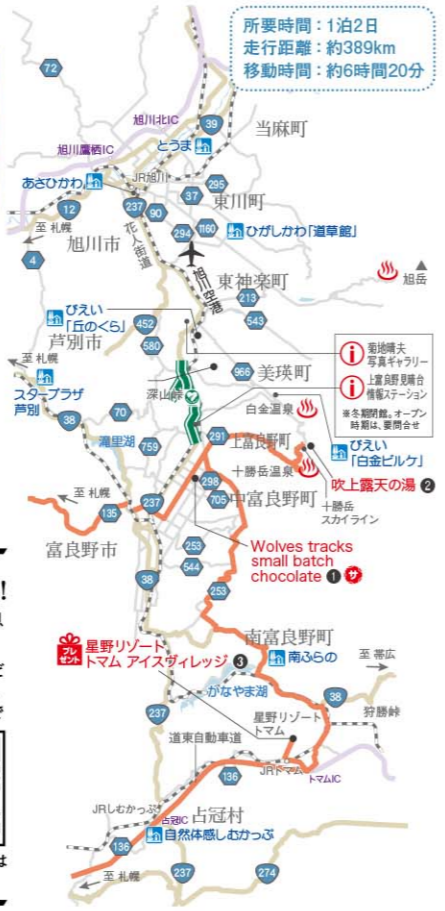 所要時間：1泊2日
走行距離：約389km
移動時間：約6時間20分
72
旭川北IC
39
当麻町
旭川鷹栖IC
とうま
JR旭川
295
あさひかわ
37
東川町
237
90
1160
12
294
ひがしかわ「道草館」
至 札幌
花人街道
旭川市
4
旭川空港
東神楽町
旭岳
213
びえい
「丘のくら」
452
543
芦別市
580
菊地晴夫
写真ギャラリー
至 札幌
966
美瑛町
上富良野見晴台
情報ステーション
※冬期閉館。オープン
時期は、要問合せ
スタープラザ
芦別
深山峠
7
白金温泉
38
70
びえい
「白金ビルケ」
滝里湖
759
291
上富良野町
十勝岳温泉
吹上露天の湯 2
至 札幌
298
十勝岳
スカイライン
237
705
中富良野町
135
富良野市
253
544
Wolves tracks
small batch
chocolate 1 サ
38
253
南富良野町
プレゼント
星野リゾート
トマム アイスヴィレッジ 3
南ふらの
至 帯広
かなやま湖
38
237
星野リゾート
トマム
狩勝峠
道東自動車道
136
JRトマム
トマムIC
JRしむかっぷ
占冠IC
占冠村
自然体感しむかっぷ
136
至 札幌
237
274
!
だ
で
は